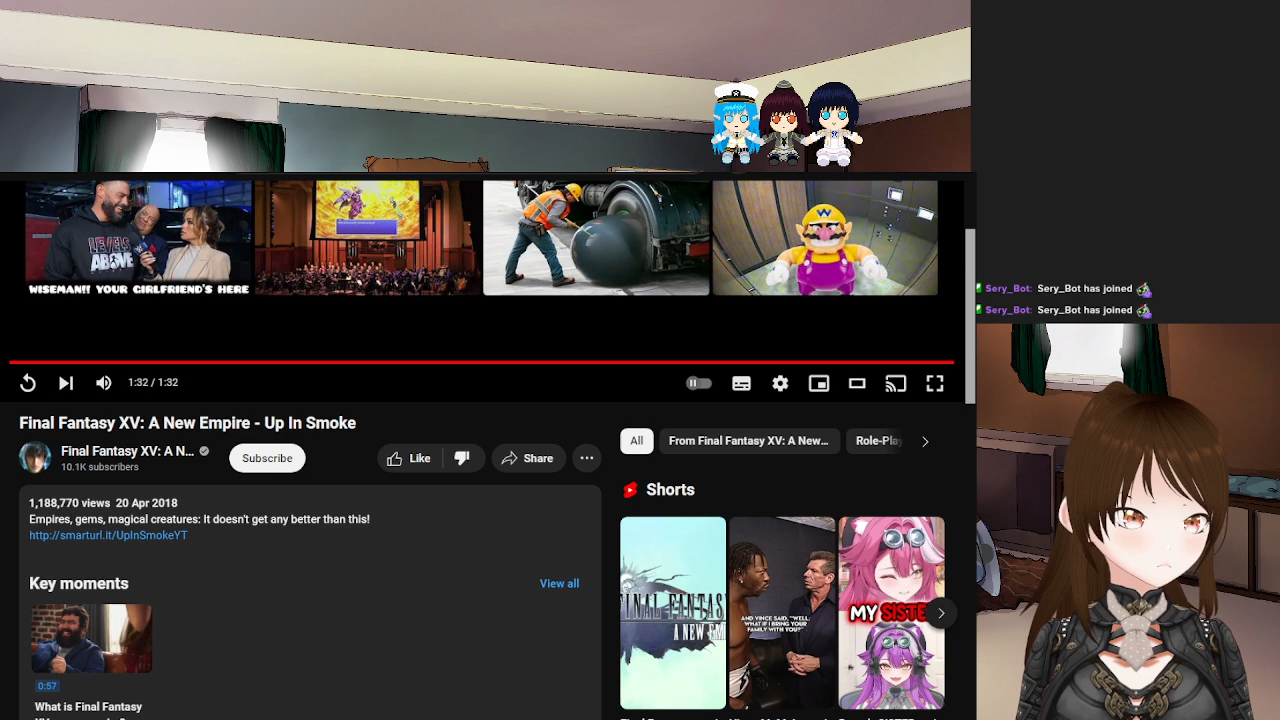 LEVELS
ABOVE
WISEMAN!! YOUR GIRLFRIEND'S HERE
W
Sery_Bot: Sery_Bot has joined
Sery_Bot: Sery_Bot has joined
1:32 / 1:32
Final Fantasy XV: A New Empire - Up In Smoke
Final Fantasy XV: A N...
10.1K subscribers
Subscribe
Like
Share
All
From Final Fantasy XV: A New...
Role-Play
Shorts
1,188,770 views 20 Apr 2018
Empires, gems, magical creatures: It doesn't get any better than this!
http://smarturl.it/UpInSmokeYT
Key moments
View all
0:57
What is Final Fantasy
FINAL FANTASY
A NEW EM
AND VINCE SAID, "WELL,
WHAT IF I BRING YOUR
FAMILY WITH YOU?"
MY SISTE